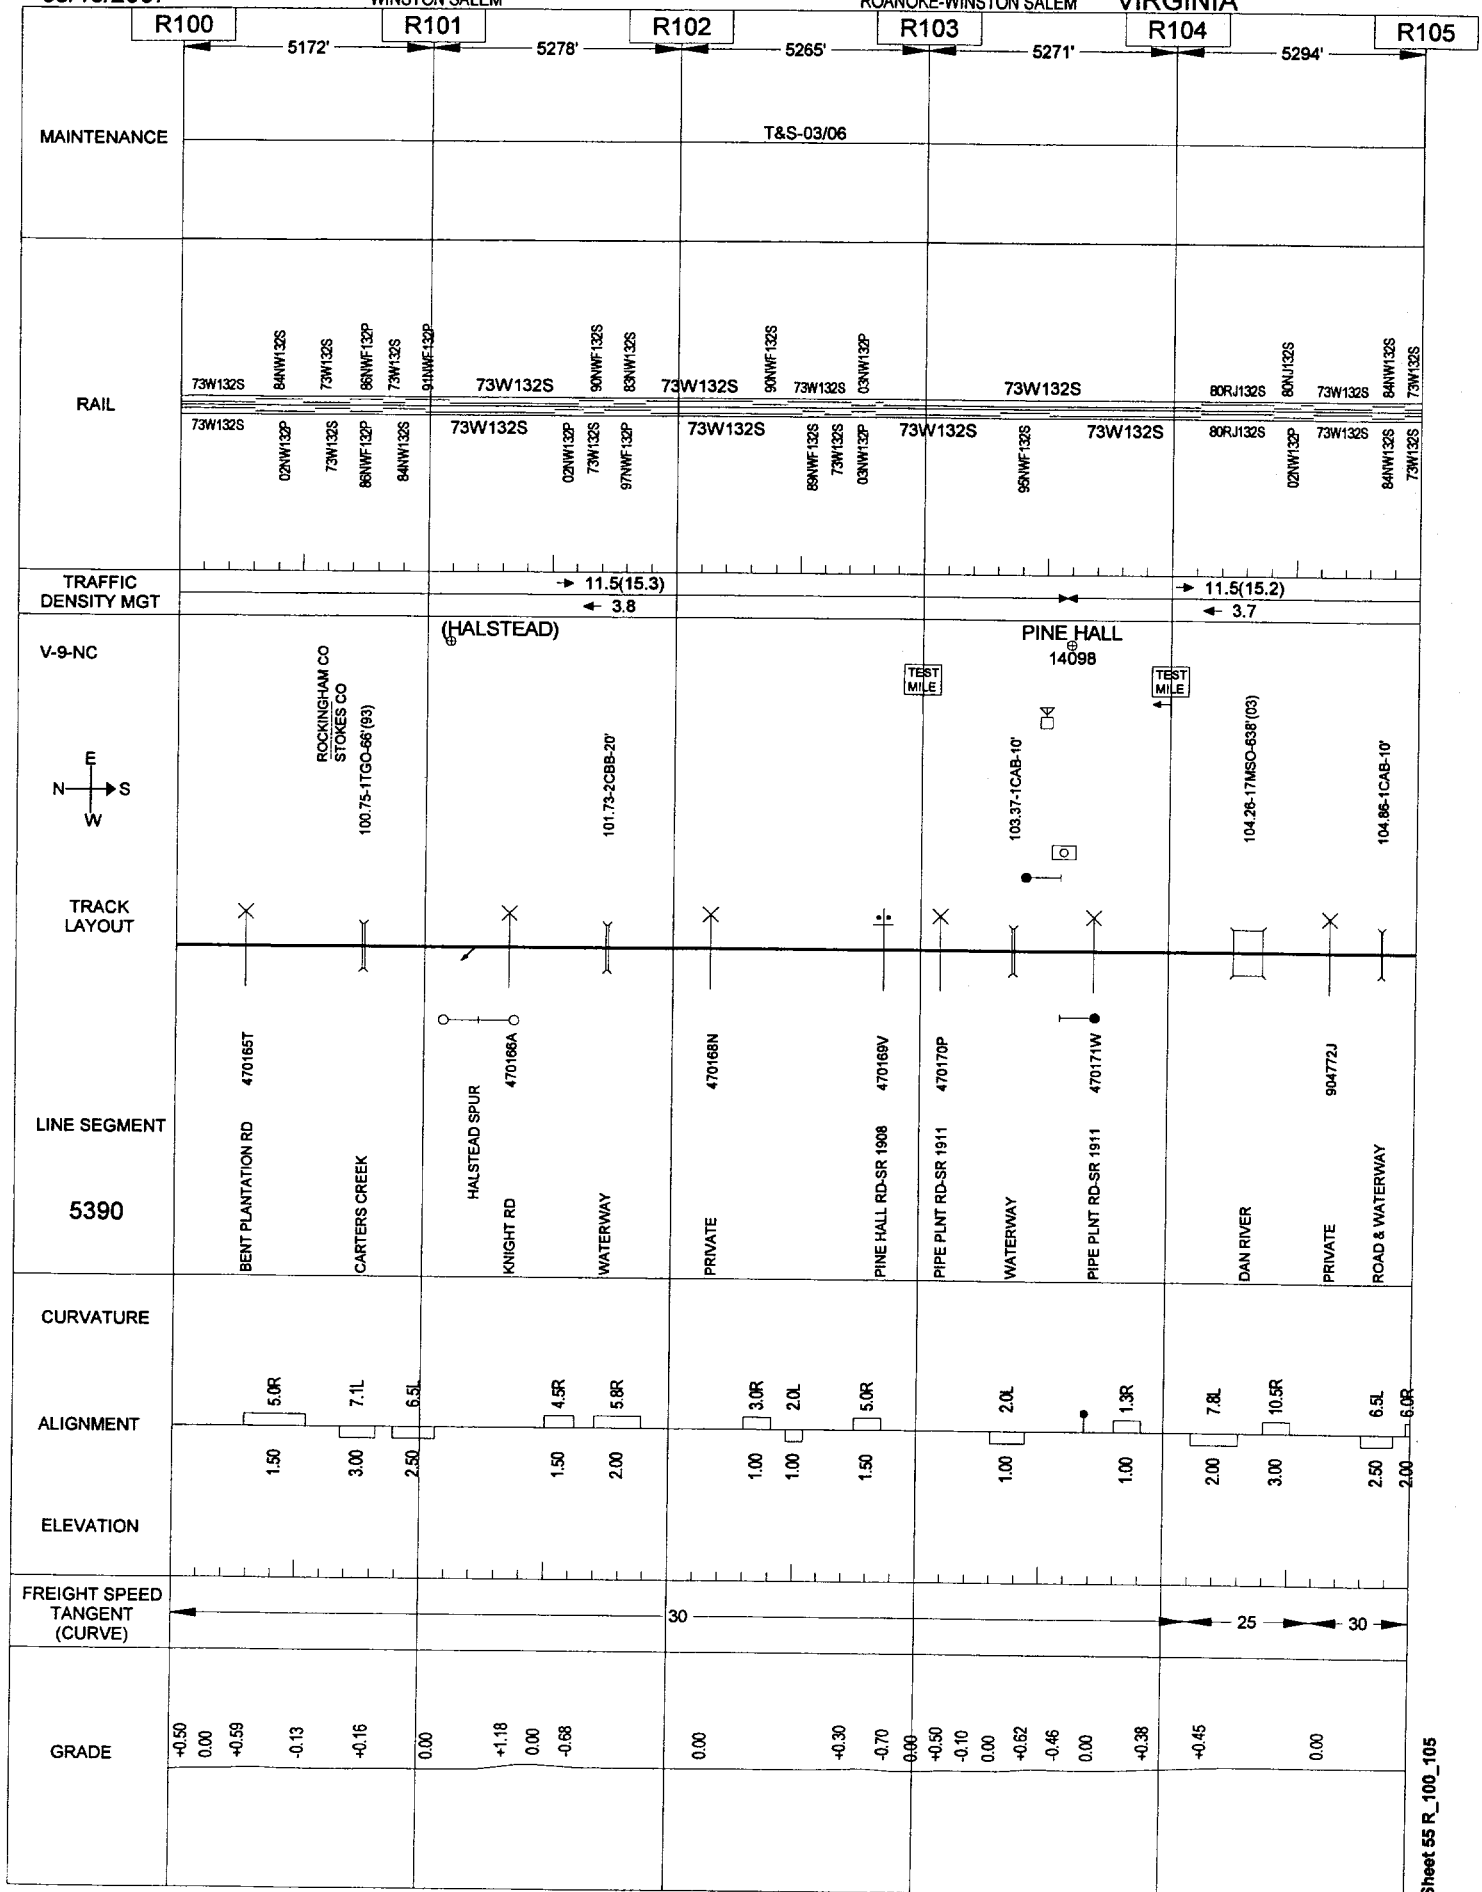 WINSTON SALEM
ROANOKE-WINSTON SALEM VIRGINIA
R100 R101 R102 R103 R104 R105
5172' 5278' 5265' 5271' 5294'
MAINTENANCE
T&S-03/06
RAIL
73W132S 84NW132S 73W132S 86NWF132P 73W132S 91NWF132P 73W132S 90NWF132S 83NW132S 73W132S 90NWF132S 73W132S 03NW132P 73W132S 80RJ132S 80NJ132S 73W132S 84NW132S 73W132S
73W132S 02NW132P 73W132S 86NWF132P 84NW132S 73W132S 02NW132P 73W132S 97NWF132P 73W132S 89NWF132S 73W132S 03NW132P 73W132S 95NWF132S 73W132S 80RJ132S 02NW132P 73W132S 84NW132S 73W132S
TRAFFIC
DENSITY MGT
11.5(15.3) 11.5(15.2)
3.8 3.7
V-9-NC
(HALSTEAD)
PINE HALL
14098
TEST
MILE
TEST
MILE
ROCKINGHAM CO
STOKES CO
100.75-1TGO-66'(93)
101.73-2CBB-20'
103.37-1CAB-10'
104.26-17MSO-638'(03)
104.86-1CAB-10'
E
N S
W
TRACK
LAYOUT
470165T 470166A 470168N 470169V 470170P 470171W 904772J
LINE SEGMENT
5390
BENT PLANTATION RD
CARTERS CREEK
HALSTEAD SPUR
KNIGHT RD
WATERWAY
PRIVATE
PINE HALL RD-SR 1908
PIPE PLNT RD-SR 1911
WATERWAY
PIPE PLNT RD-SR 1911
DAN RIVER
PRIVATE
ROAD & WATERWAY
CURVATURE
5.0R 7.1L 6.5L 4.5R 5.8R 3.0R 2.0L 5.0R 2.0L 1.3R 7.8L 10.5R 6.5L 6.0R
ALIGNMENT
1.50 3.00 2.50 1.50 2.00 1.00 1.00 1.50 1.00 1.00 2.00 3.00 2.50 2.00
ELEVATION
FREIGHT SPEED
TANGENT
(CURVE)
30 25 30
GRADE
+0.50 0.00 +0.59 -0.13 +0.16 0.00 +1.18 0.00 -0.68 0.00 +0.30 -0.70 0.00 +0.50 -0.10 0.00 +0.62 -0.46 0.00 +0.38 +0.45 0.00
Sheet 55 R_100_105